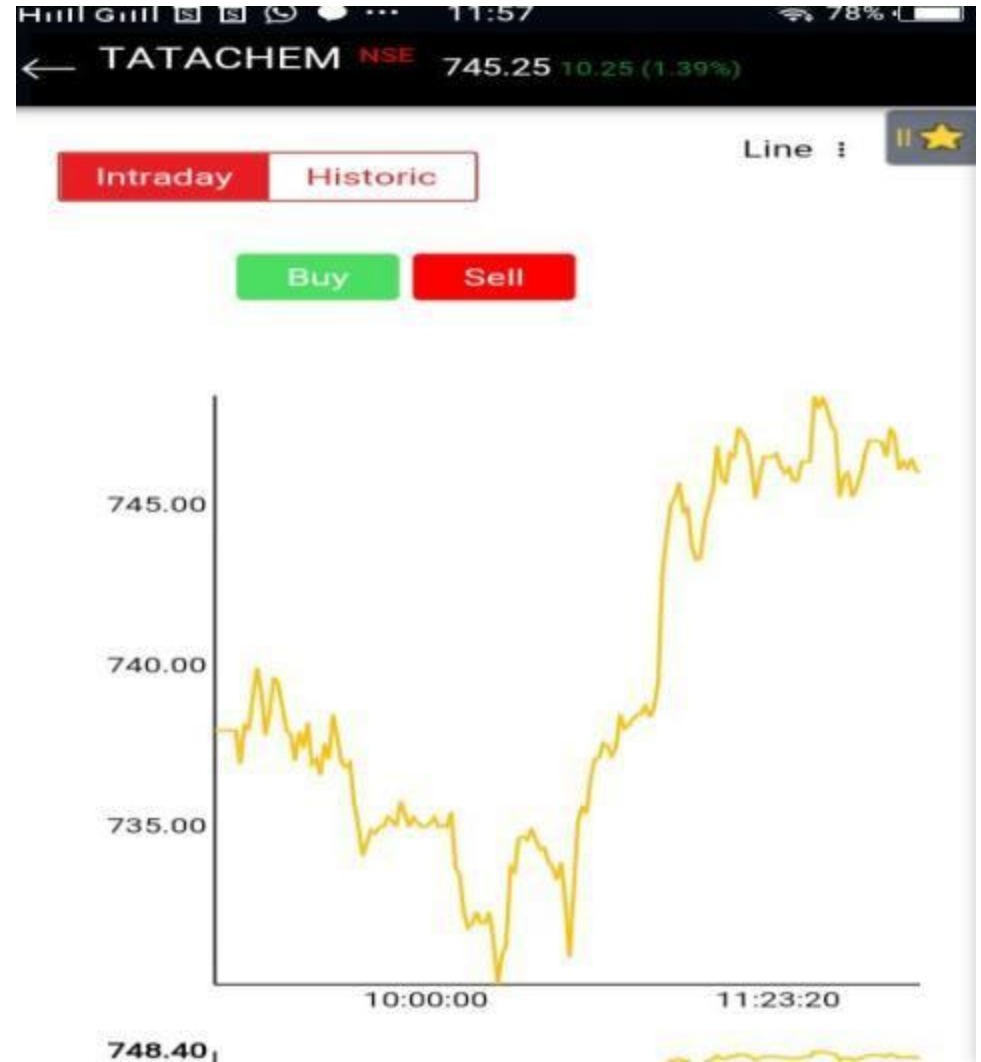 11:57 78%
TATACHEM NSE 745.25 10.25 (1.39%)
Line
Intraday Historic
Buy Sell
745.00
740.00
735.00
10:00:00 11:23:20
748.40